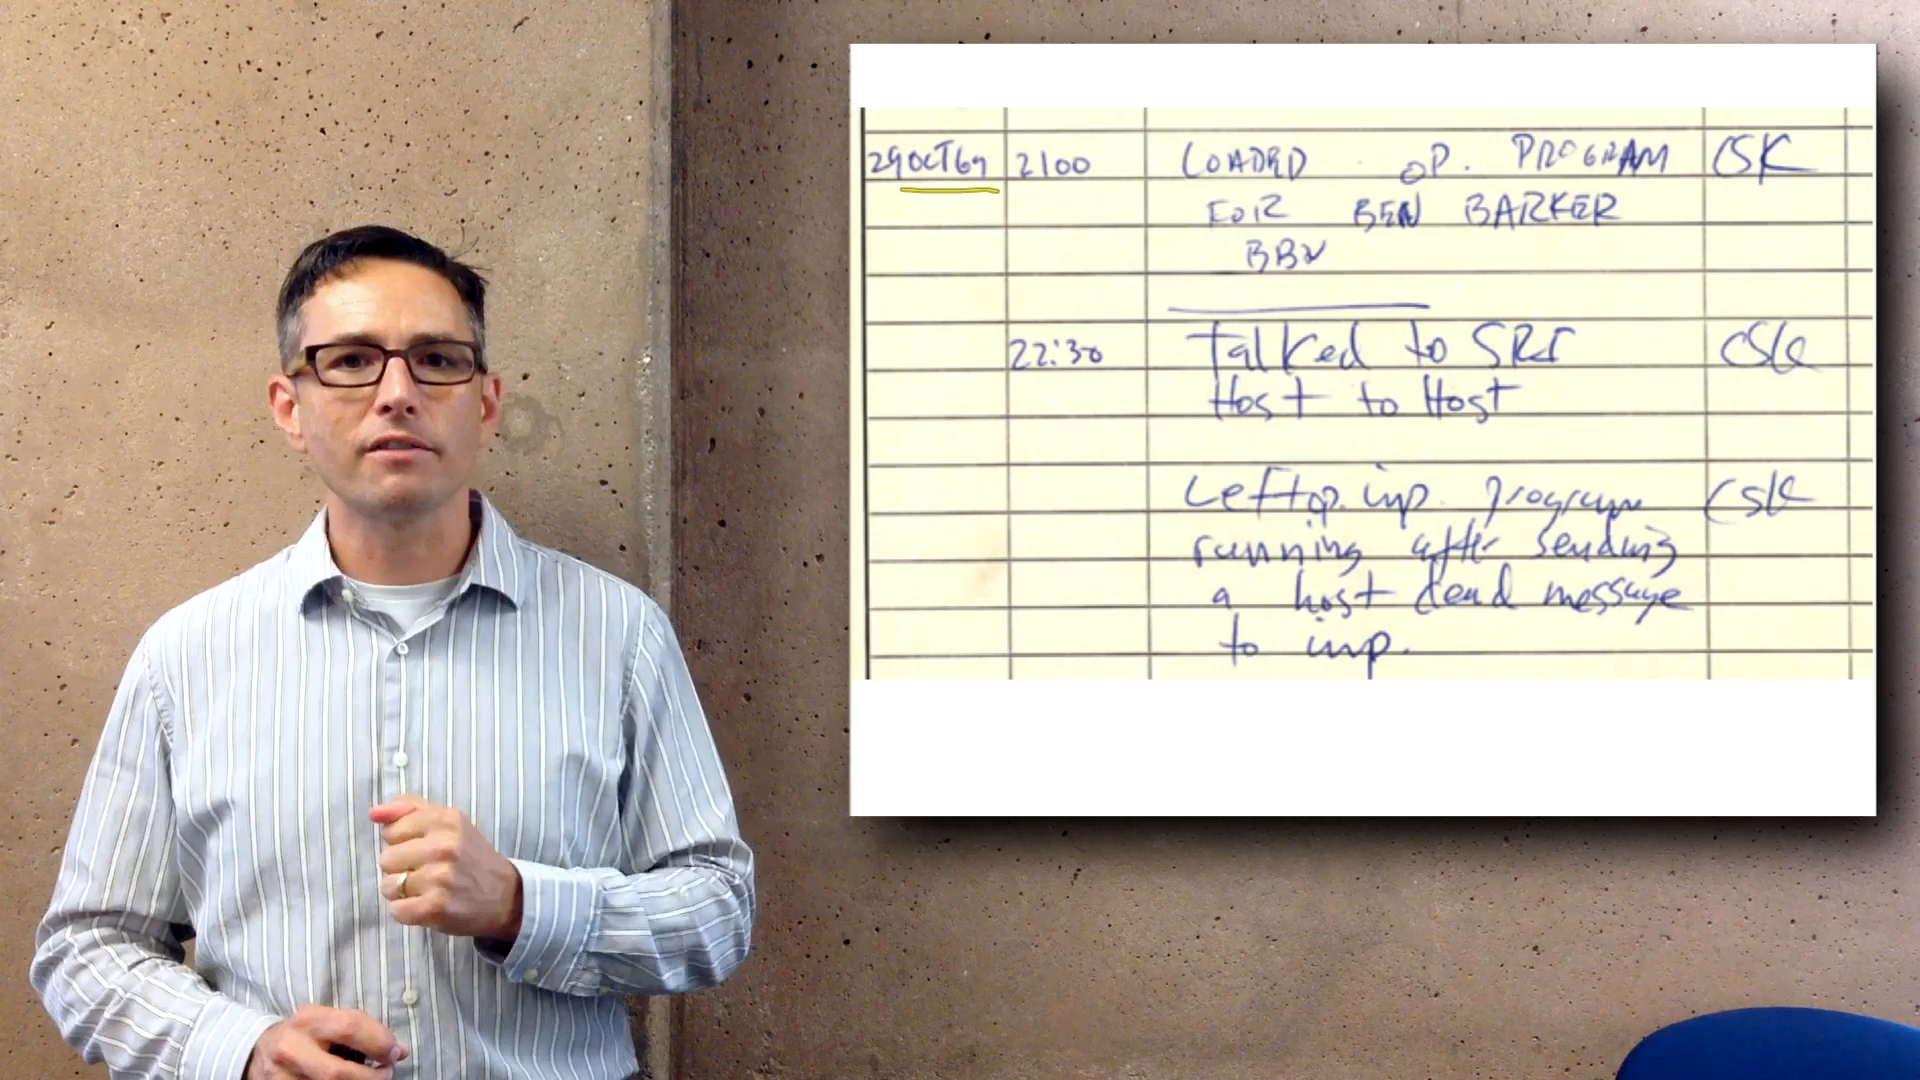 29OCT69 2100 LOADED OP. PROGRAM CSK
FOR BEN BARKER
BBN
22:30 Talked to SRI CSK
Host to Host
Left op. imp. program CSK
running after sending
a host dead message
to imp.